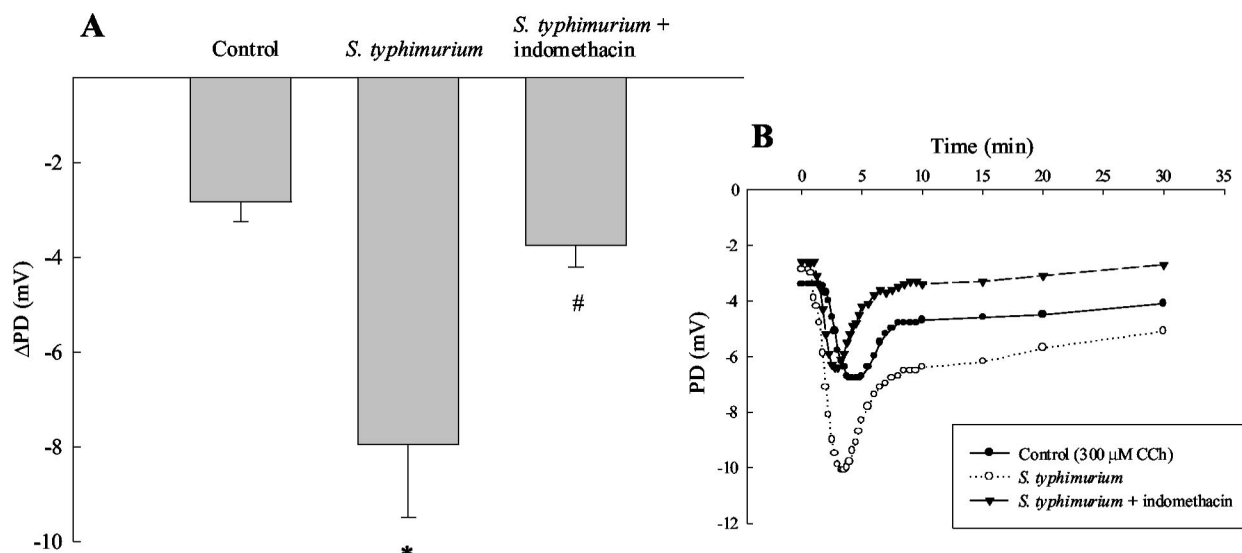 A
Control
S. typhimurium
S. typhimurium +
indomethacin
-2
-4
-6
-8
-10
ΔPD (mV)
*
#
B
Time (min)
0 5 10 15 20 25 30 35
0
-2
-4
-6
-8
-10
-12
PD (mV)
Control (300 μM CCh)
S. typhimurium
S. typhimurium + indomethacin